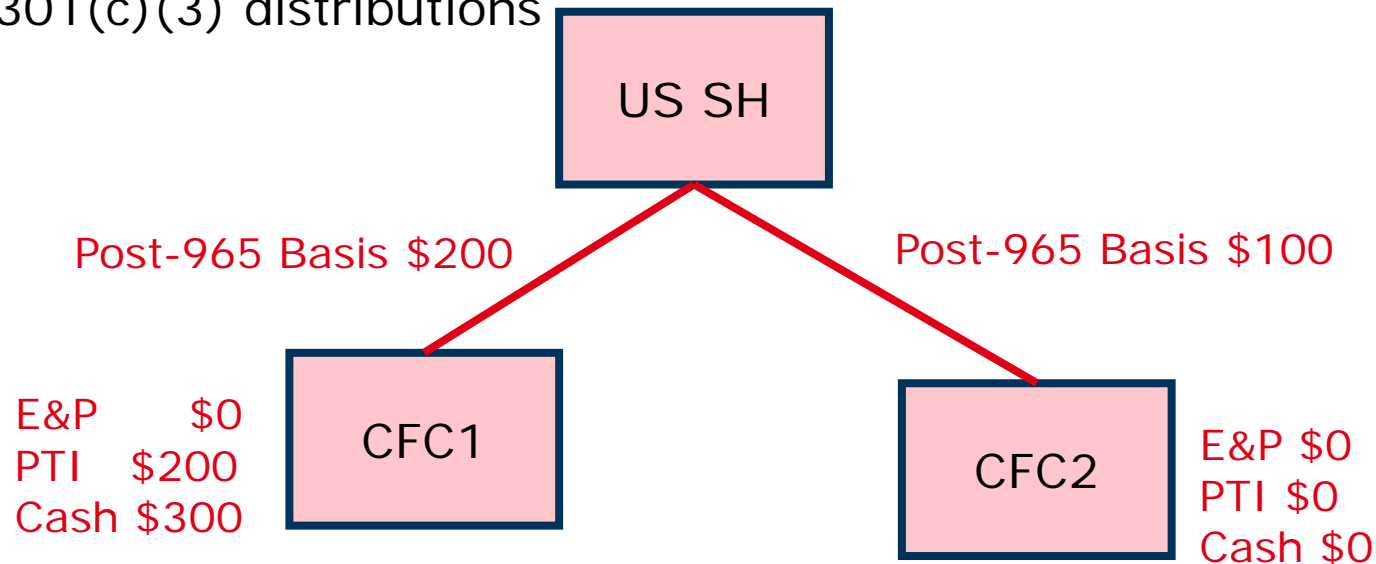 301(c)(3) distributions
US SH
Post-965 Basis $200
Post-965 Basis $100
E&P $0
PTI $200
Cash $300
CFC1
CFC2
E&P $0
PTI $0
Cash $0